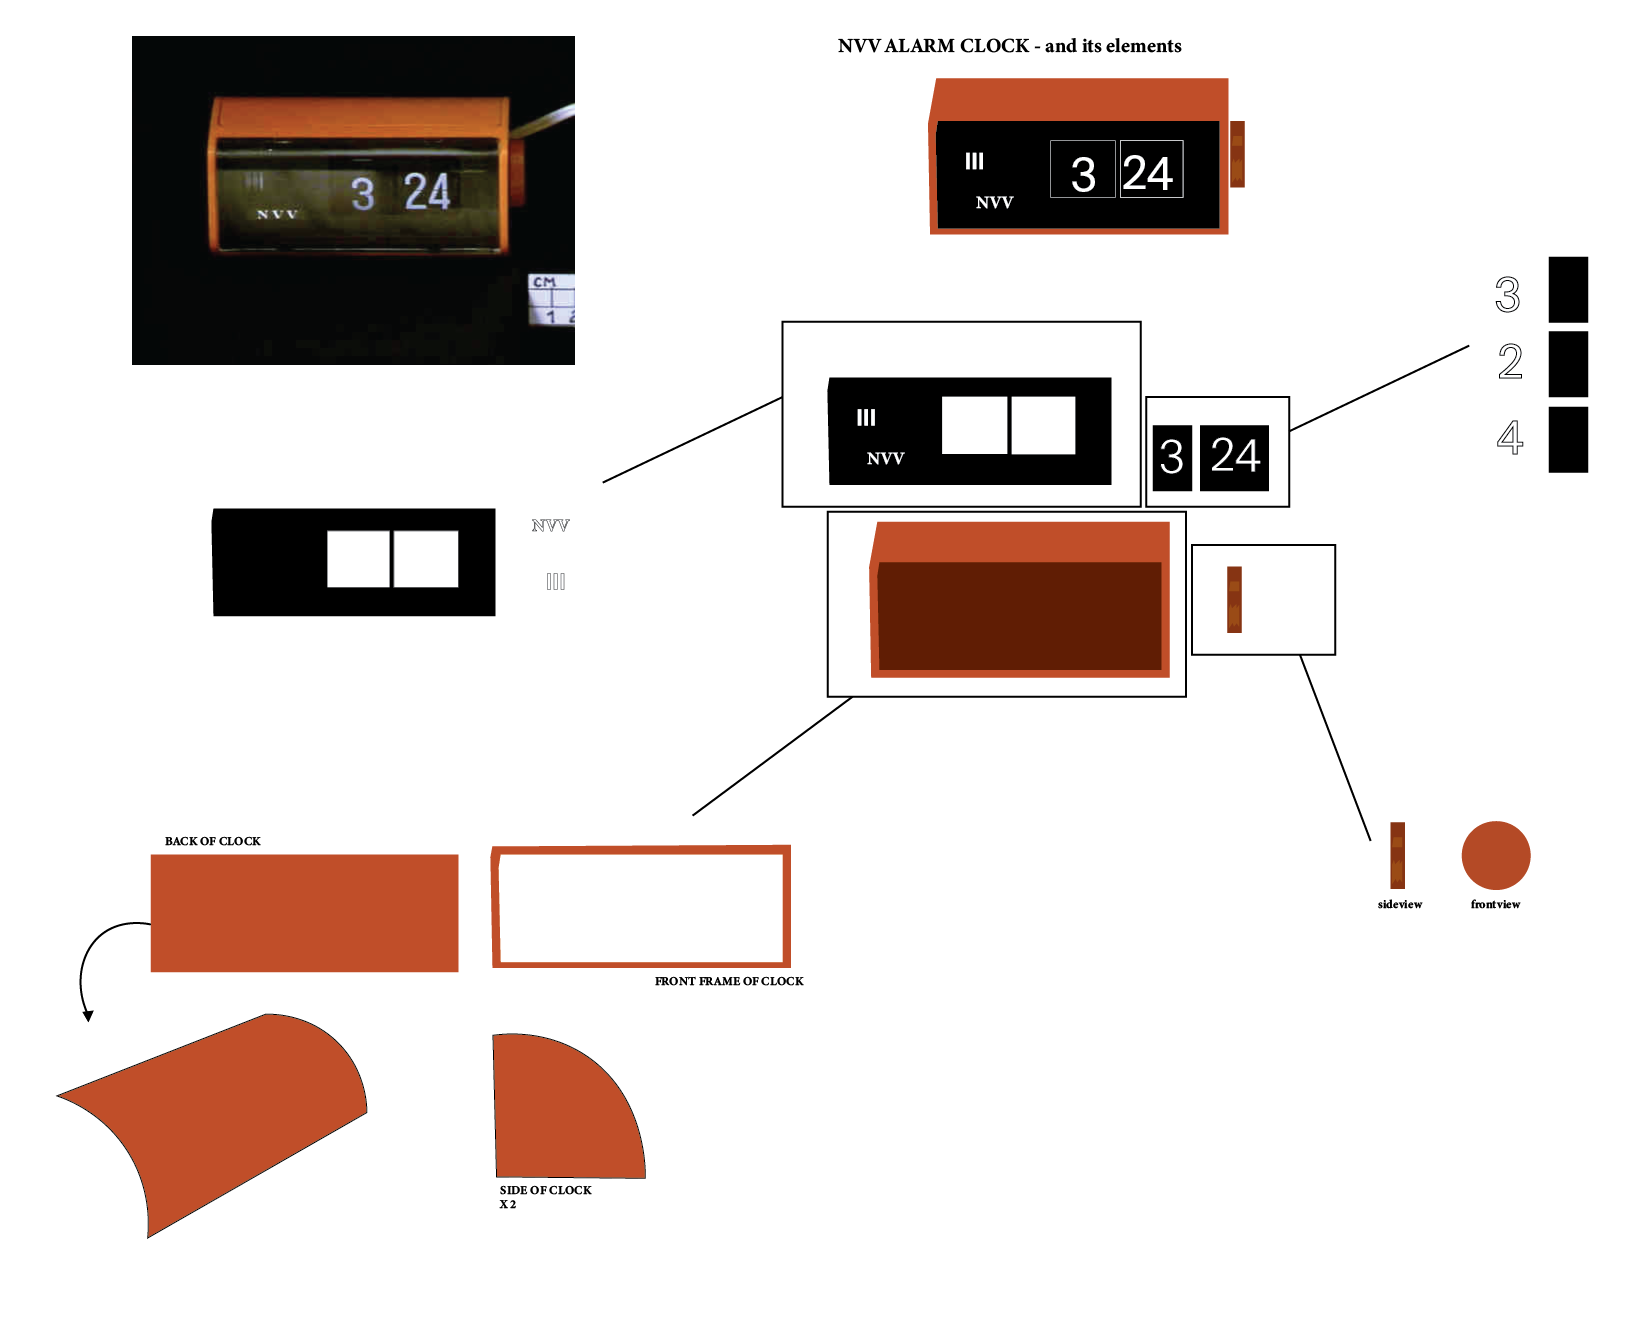 NVV ALARM CLOCK - and its elements
III
3 24
NVV
III
3 24
NVV
CM
1 2
3
2
4
III
NVV
3 24
NVV
III
BACK OF CLOCK
sideview
frontview
FRONT FRAME OF CLOCK
SIDE OF CLOCK
X 2